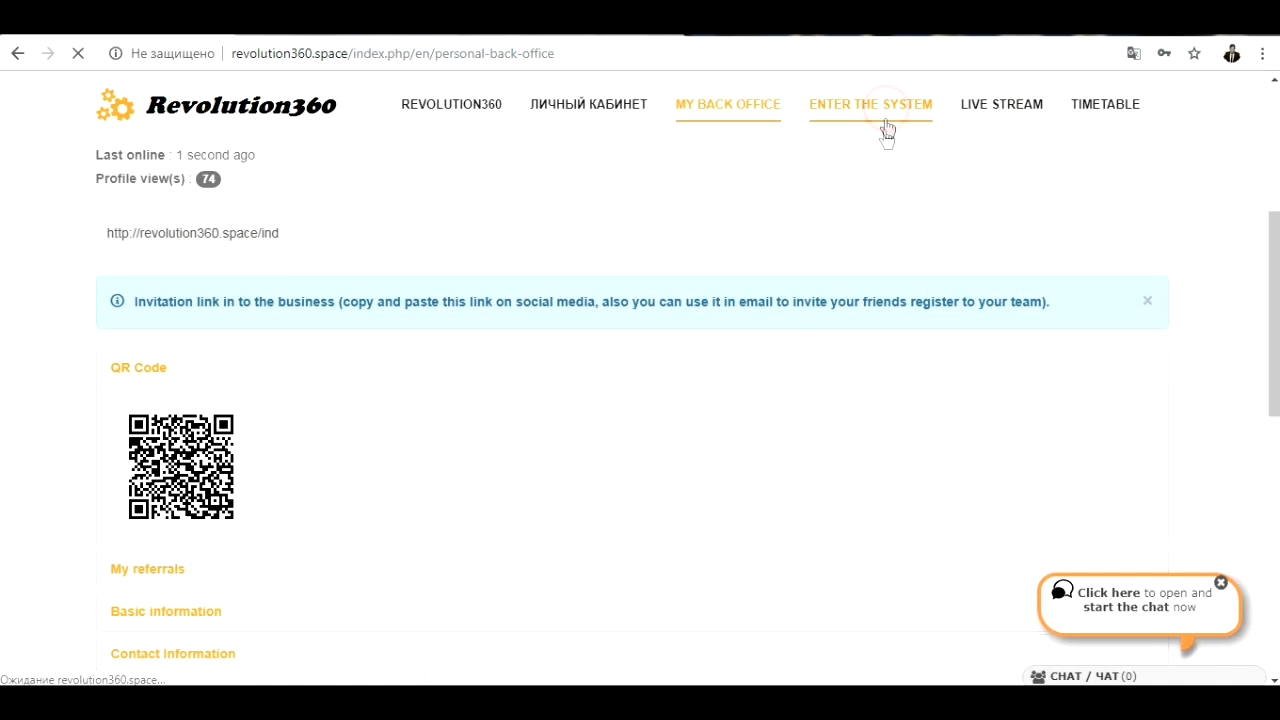 Не защищено revolution360.space/index.php/en/personal-back-office
Revolution360 REVOLUTION360 ЛИЧНЫЙ КАБИНЕТ MY BACK OFFICE ENTER THE SYSTEM LIVE STREAM TIMETABLE
Last online : 1 second ago
Profile view(s) : 74
http://revolution360.space/ind
Invitation link in to the business (copy and paste this link on social media, also you can use it in email to invite your friends register to your team). ×
QR Code
My referrals
Click here to open and
start the chat now
Basic information
Contact Information
CHAT / ЧАТ (0)
Ожидание revolution360.space...